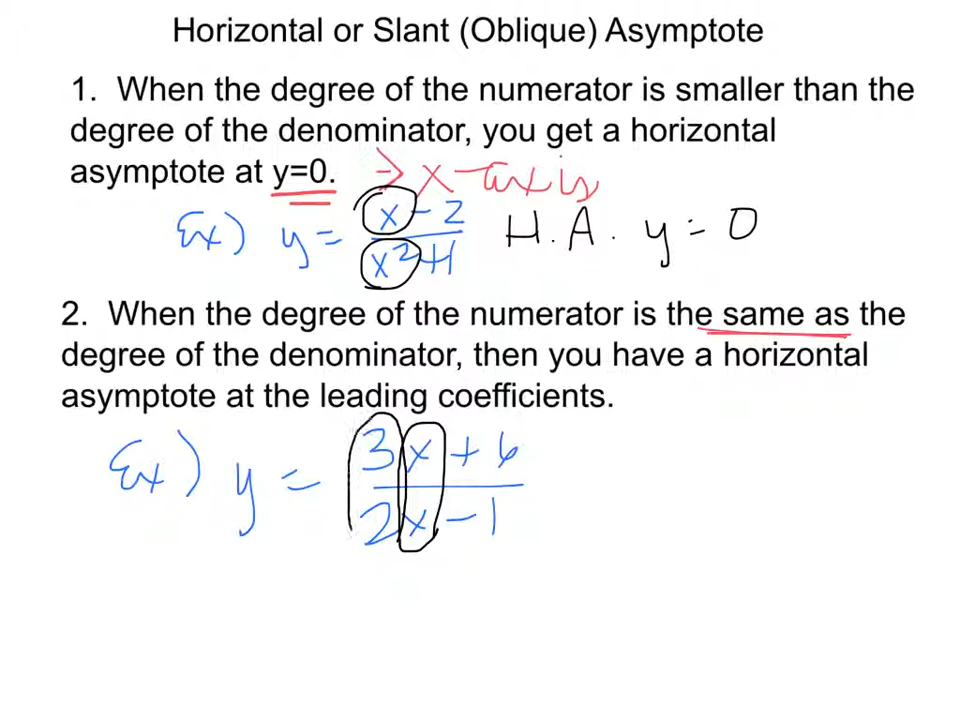 Horizontal or Slant (Oblique) Asymptote
1. When the degree of the numerator is smaller than the
degree of the denominator, you get a horizontal
asymptote at y=0. → x-axis
Ex) y = (x - 2)/(x² + 1) H.A. y = 0
2. When the degree of the numerator is the same as the
degree of the denominator, then you have a horizontal
asymptote at the leading coefficients.
Ex) y = (3x + 6)/(2x - 1)